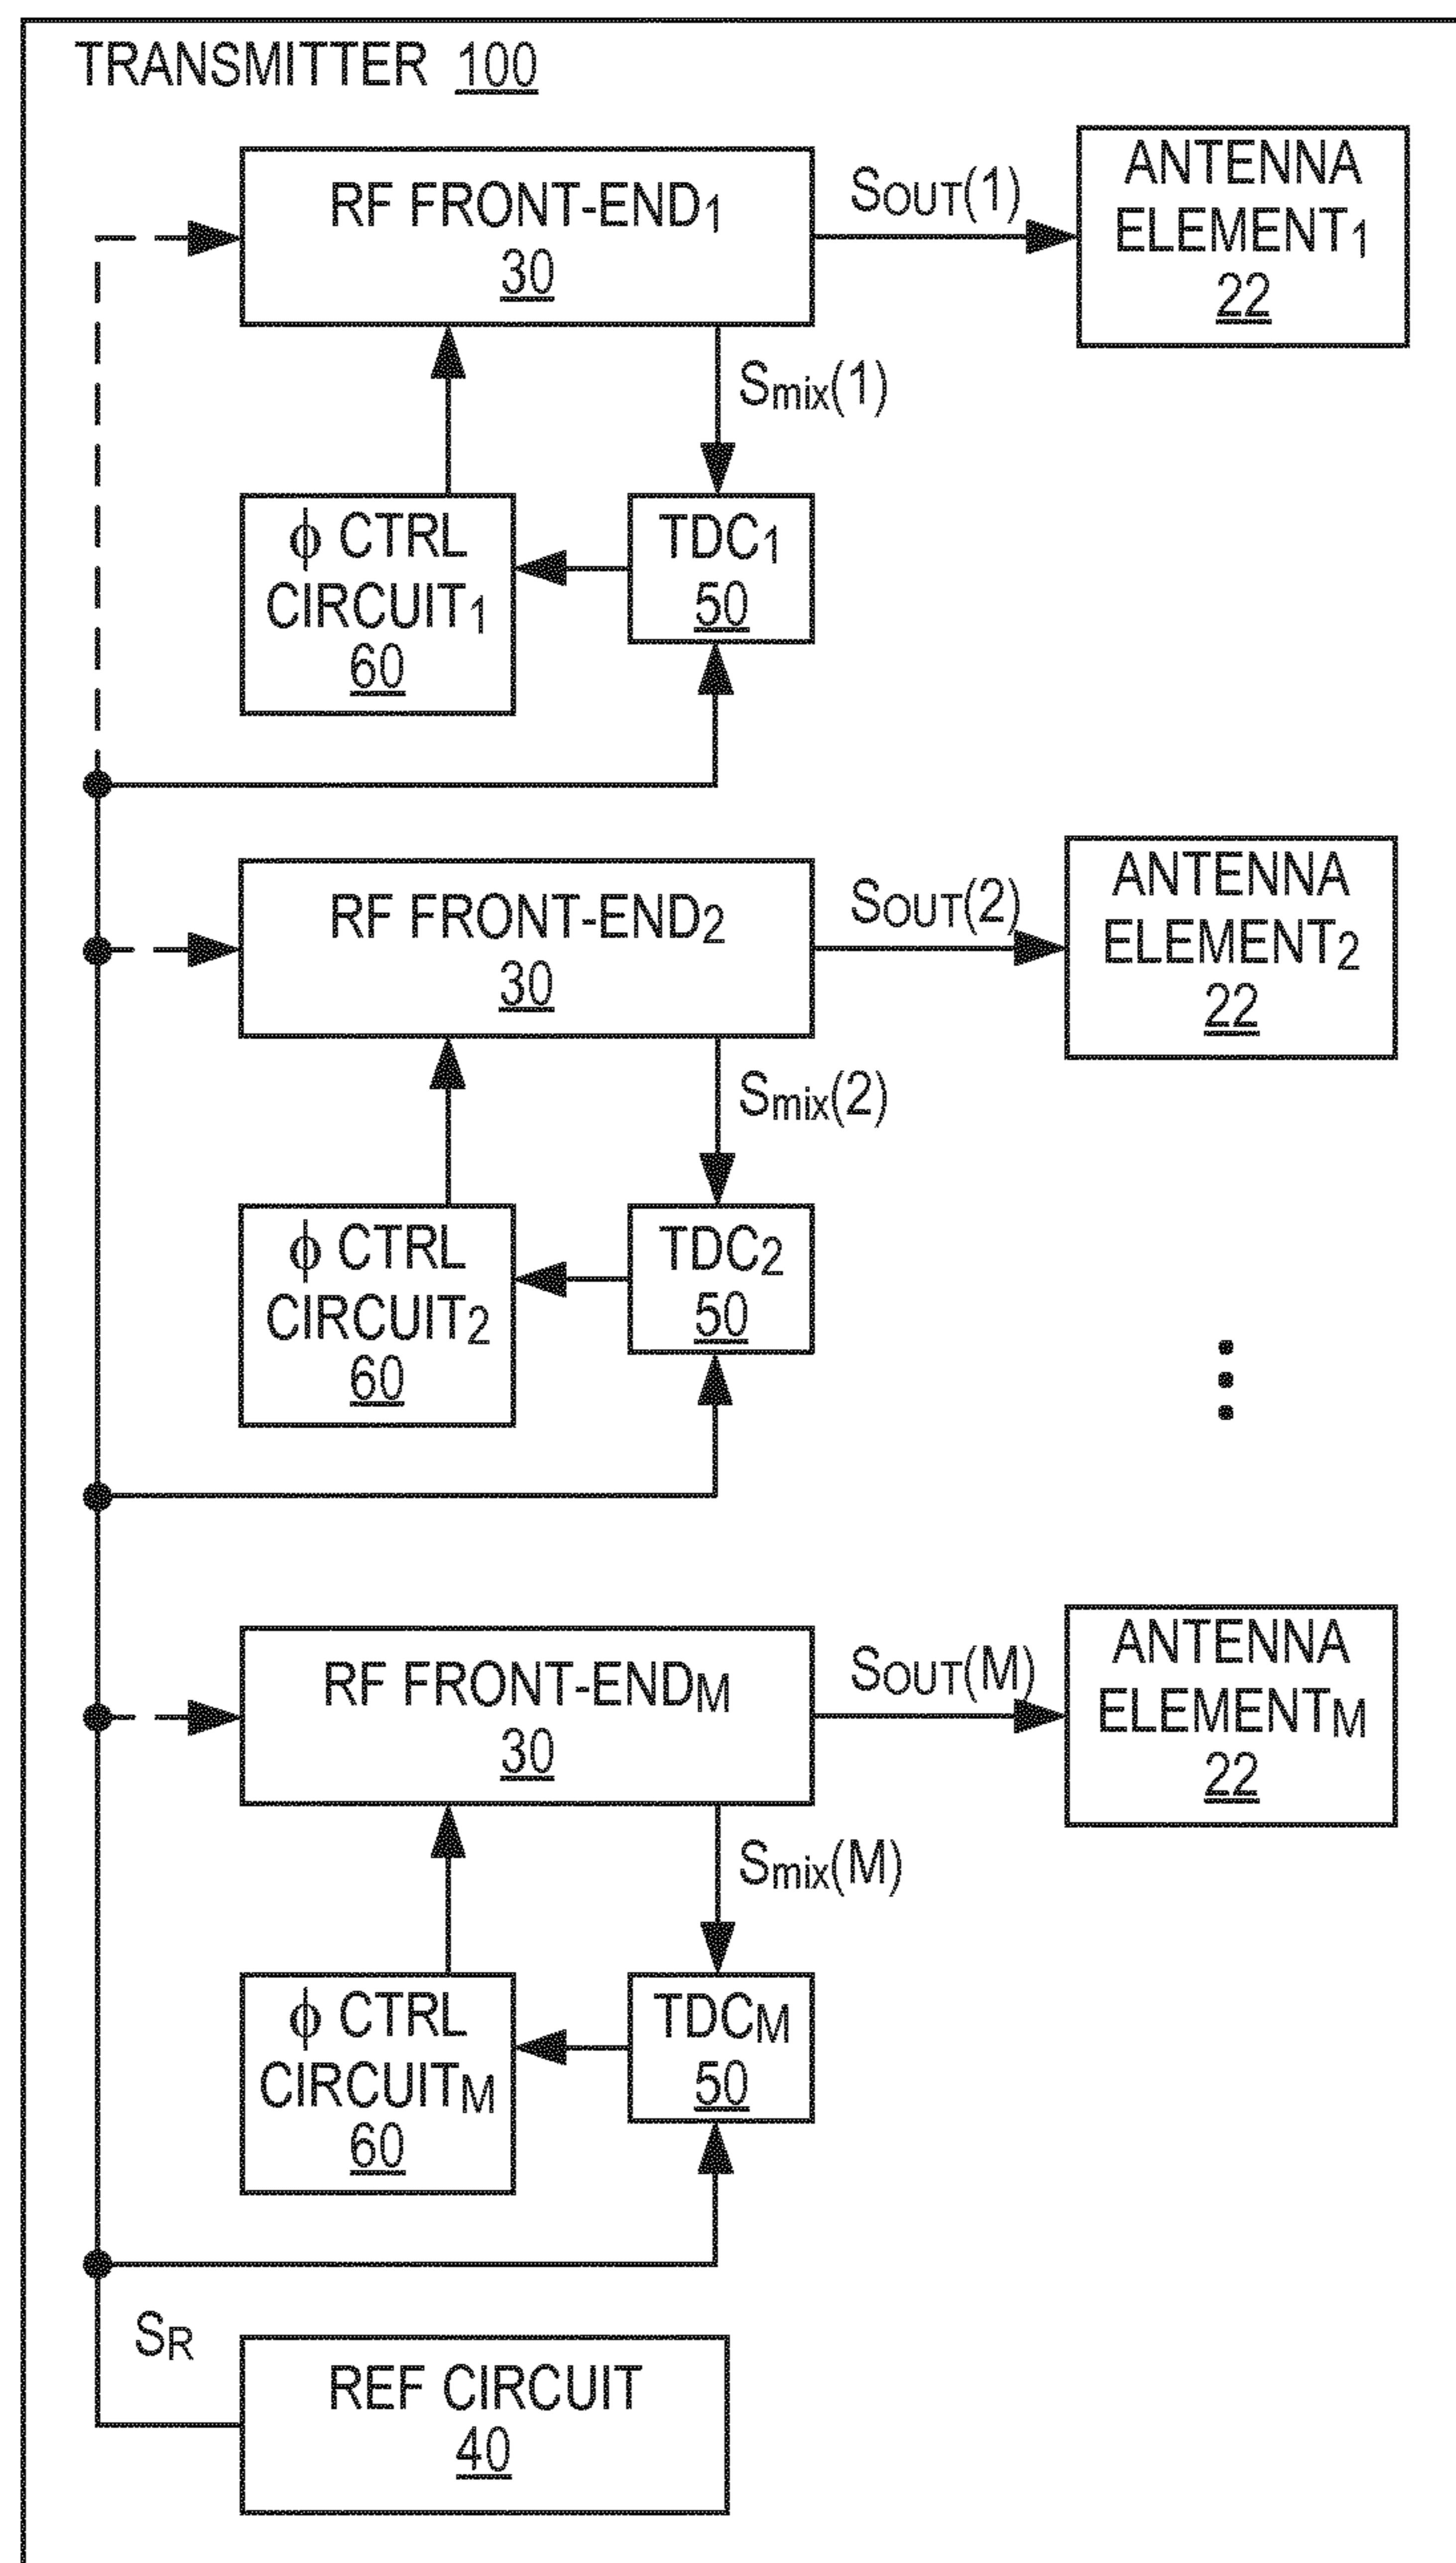 TRANSMITTER 100
RF FRONT-END1
30
SOUT(1)
ANTENNA
ELEMENT1
22
Smix(1)
ϕ CTRL
CIRCUIT1
60
TDC1
50
RF FRONT-END2
30
SOUT(2)
ANTENNA
ELEMENT2
22
Smix(2)
ϕ CTRL
CIRCUIT2
60
TDC2
50
RF FRONT-ENDM
30
SOUT(M)
ANTENNA
ELEMENTM
22
Smix(M)
ϕ CTRL
CIRCUITM
60
TDCM
50
SR
REF CIRCUIT
40